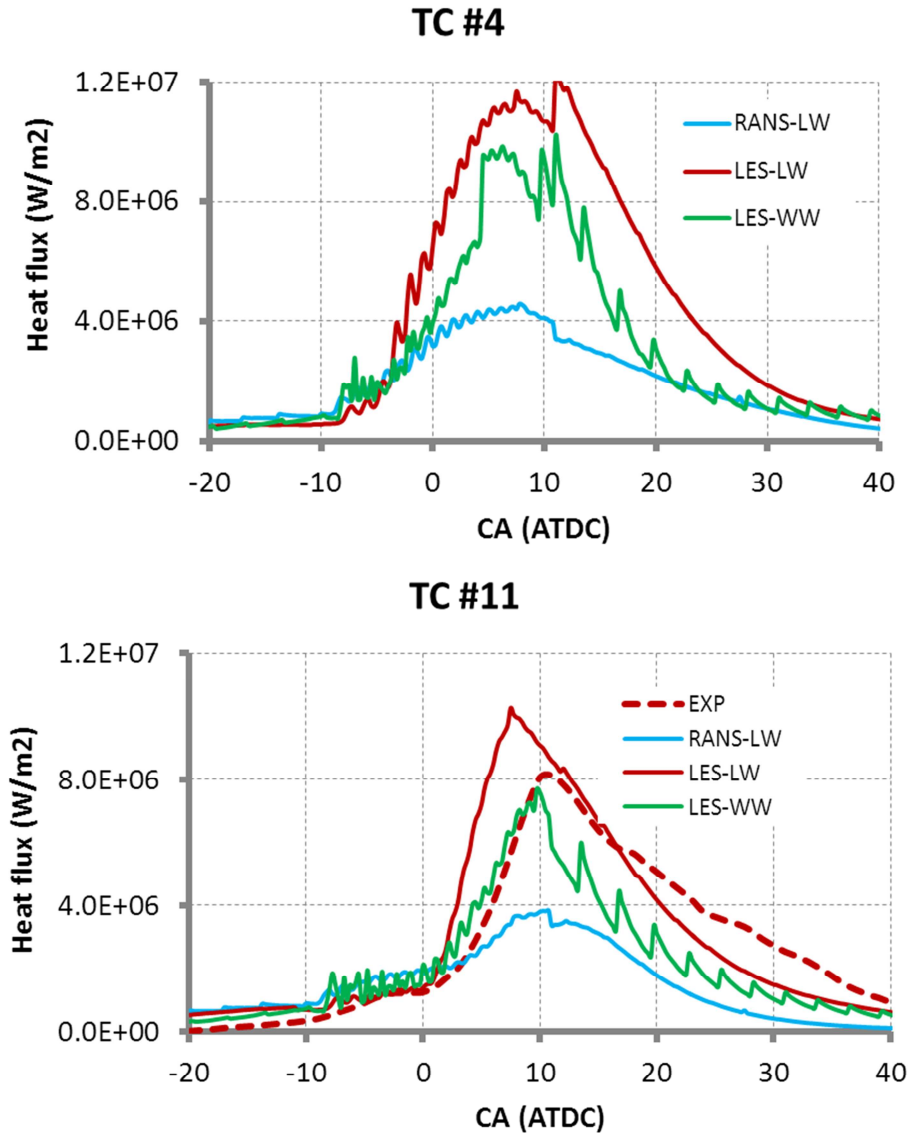 TC #4
Heat flux (W/m2)
1.2E+07
8.0E+06
4.0E+06
0.0E+00
-20 -10 0 10 20 30 40
CA (ATDC)
RANS-LW
LES-LW
LES-WW
TC #11
Heat flux (W/m2)
1.2E+07
8.0E+06
4.0E+06
0.0E+00
-20 -10 0 10 20 30 40
CA (ATDC)
EXP
RANS-LW
LES-LW
LES-WW